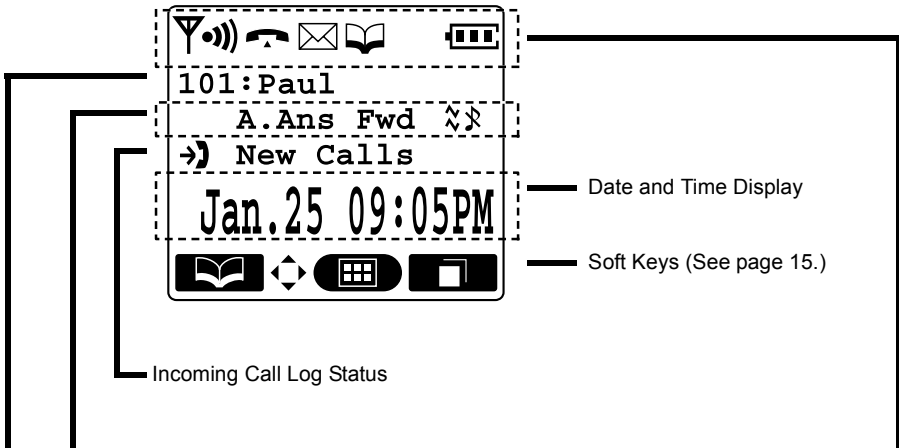 101:Paul
A.Ans Fwd
New Calls
Jan.25 09:05PM
Date and Time Display
Soft Keys (See page 15.)
Incoming Call Log Status